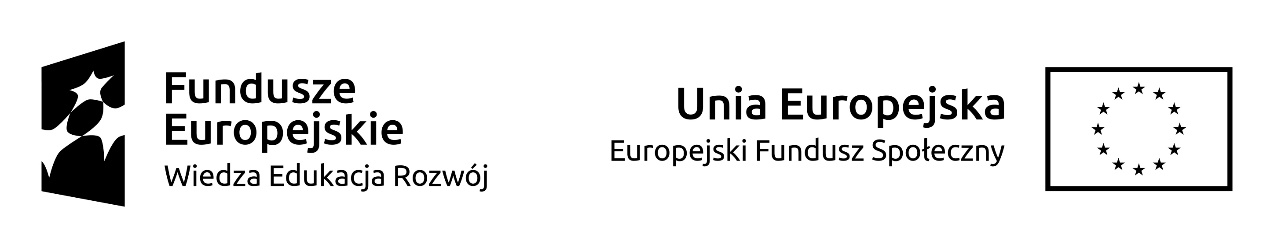 Fundusze
Europejskie
Wiedza Edukacja Rozwój
Unia Europejska
Europejski Fundusz Społeczny